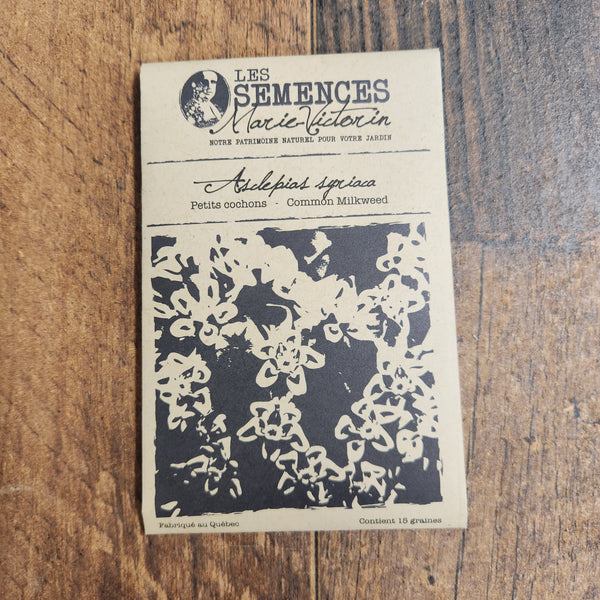 LES
SEMENCES
Marie-Victorin
NOTRE PATRIMOINE NATUREL POUR VOTRE JARDIN
Asclepias syriaca
Petits cochons - Common Milkweed
Fabriqué au Québec
Contient 15 graines